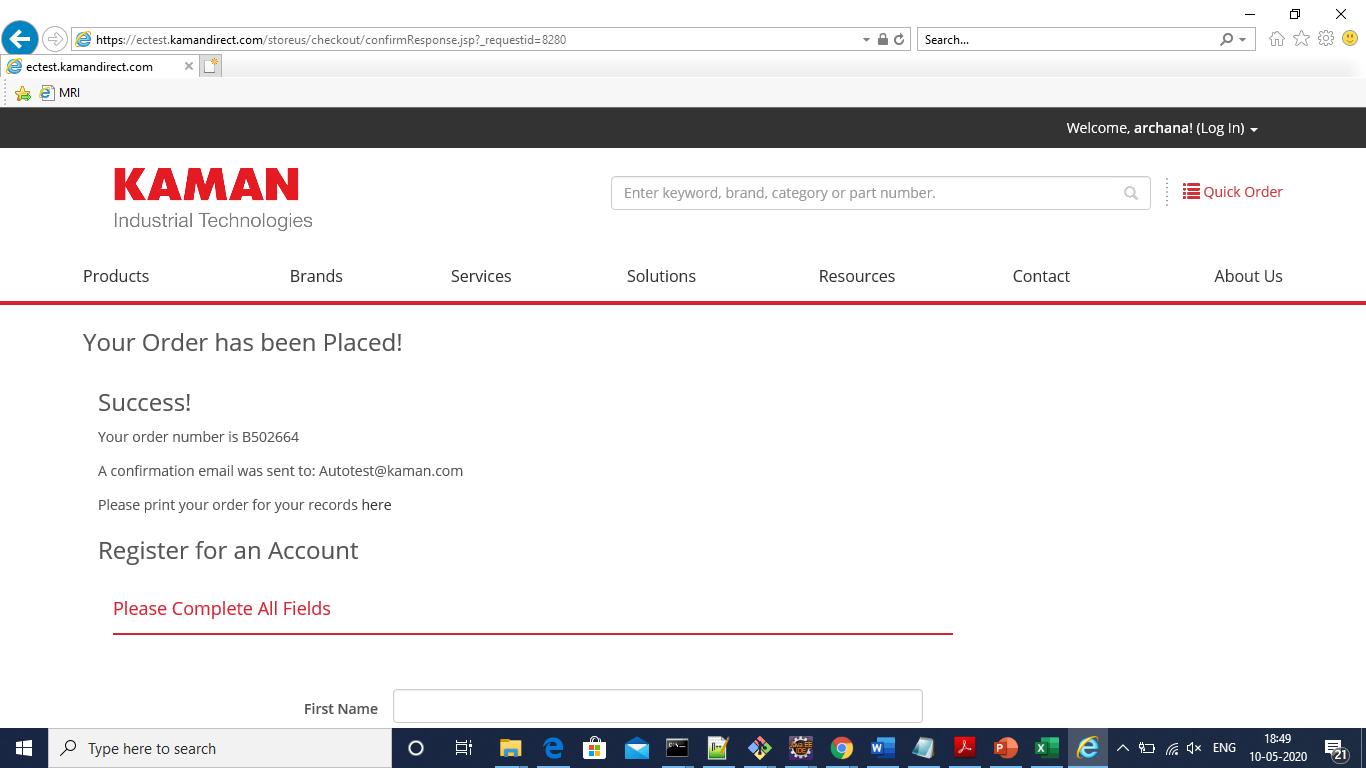 https://ectest.kamandirect.com/storeus/checkout/confirmResponse.jsp?_requestid=8280
Search...
ectest.kamandirect.com
MRI
Welcome, archana! (Log In)
KAMAN
Industrial Technologies
Enter keyword, brand, category or part number.
Quick Order
Products Brands Services Solutions Resources Contact About Us
Your Order has been Placed!
Success!
Your order number is B502664
A confirmation email was sent to: Autotest@kaman.com
Please print your order for your records here
Register for an Account
Please Complete All Fields
First Name
Type here to search
ENG
18:49
10-05-2020
21